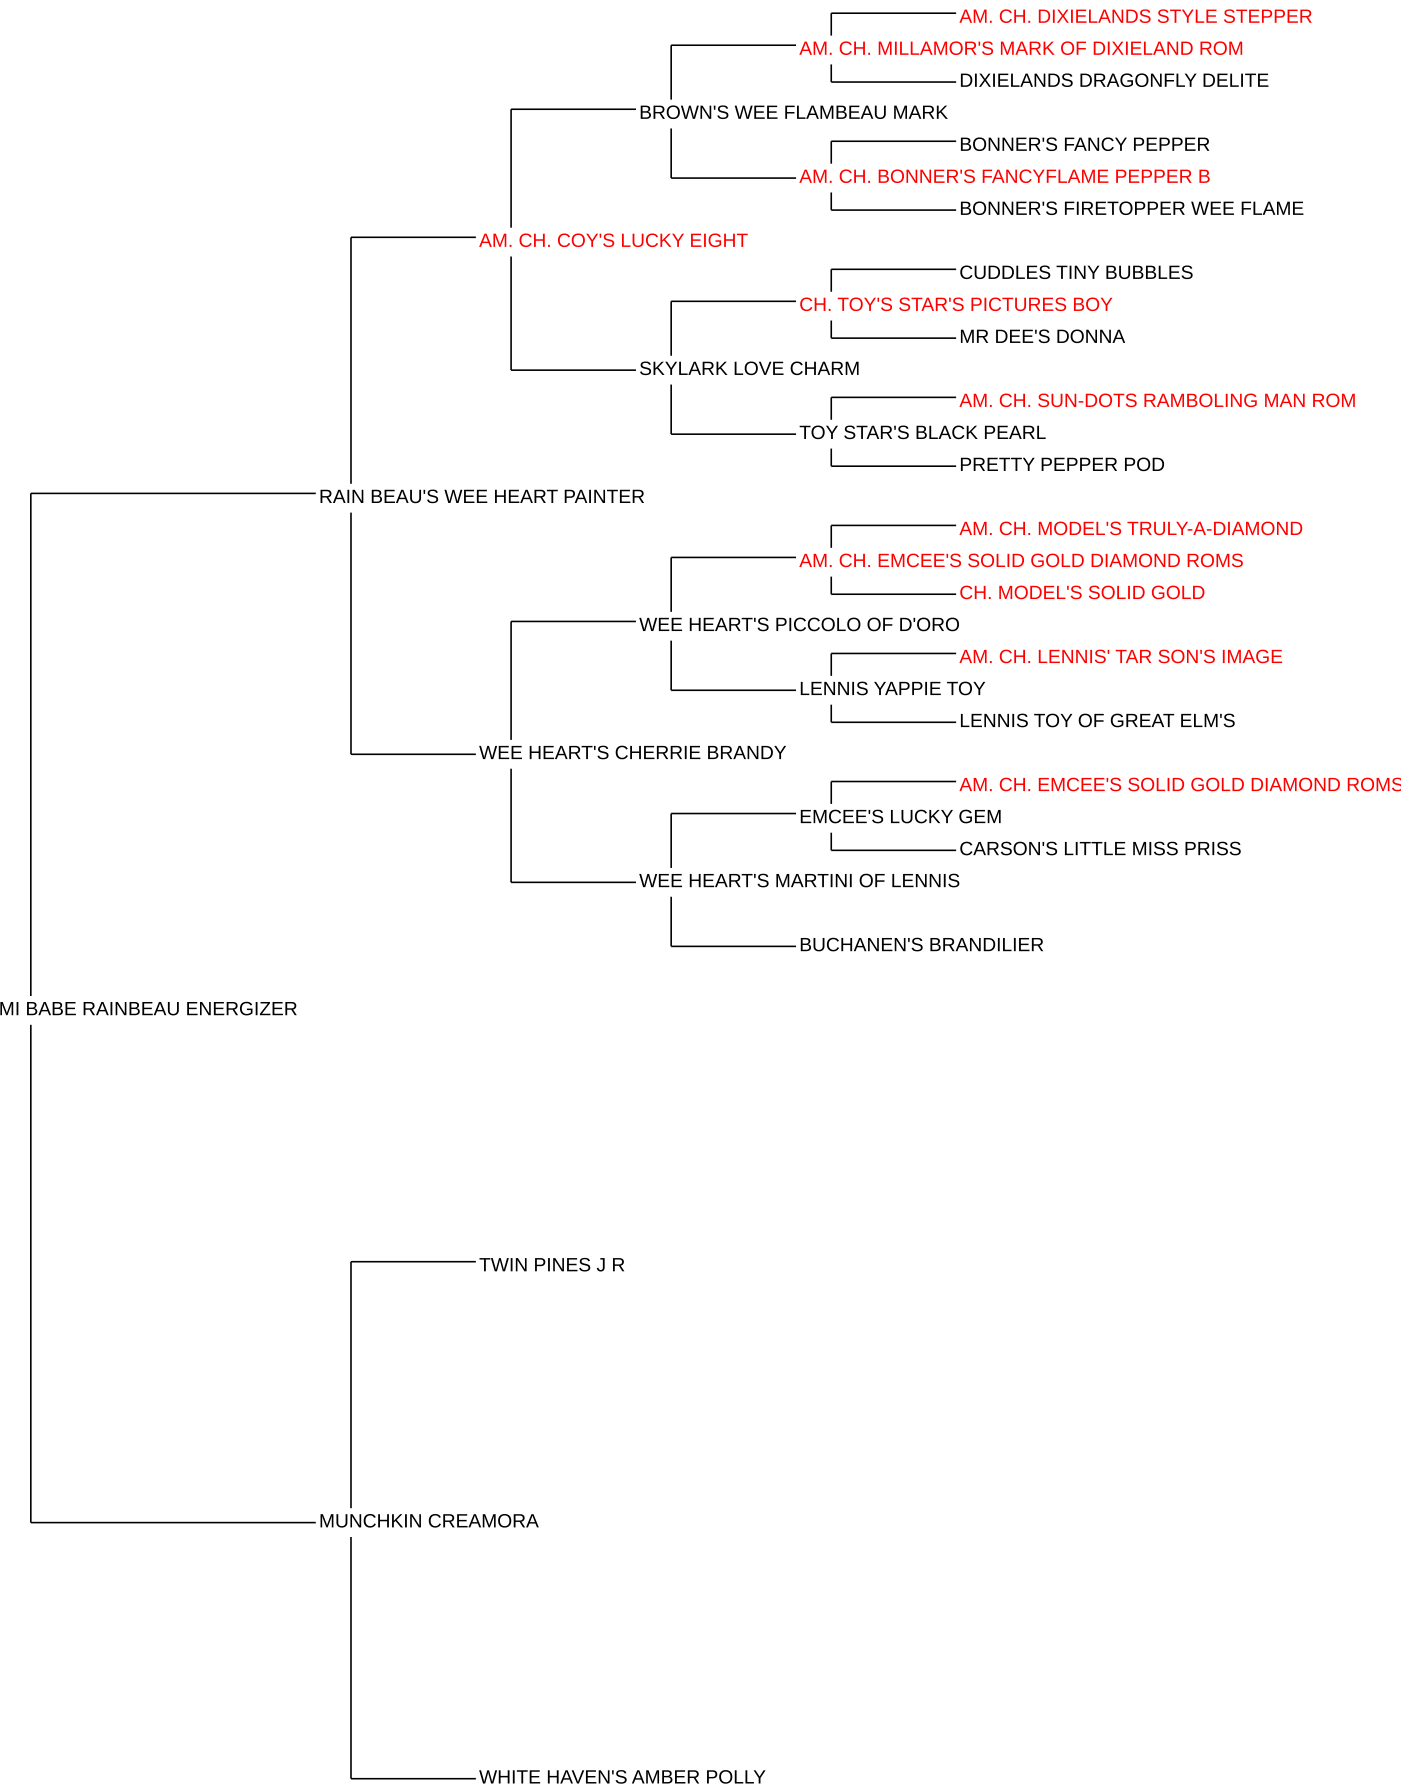 AM. CH. DIXIELANDS STYLE STEPPER
AM. CH. MILLAMOR'S MARK OF DIXIELAND ROM
DIXIELANDS DRAGONFLY DELITE
BROWN'S WEE FLAMBEAU MARK
BONNER'S FANCY PEPPER
AM. CH. BONNER'S FANCYFLAME PEPPER B
BONNER'S FIRETOPPER WEE FLAME
AM. CH. COY'S LUCKY EIGHT
CUDDLES TINY BUBBLES
CH. TOY'S STAR'S PICTURES BOY
MR DEE'S DONNA
SKYLARK LOVE CHARM
AM. CH. SUN-DOTS RAMBOLING MAN ROM
TOY STAR'S BLACK PEARL
PRETTY PEPPER POD
RAIN BEAU'S WEE HEART PAINTER
AM. CH. MODEL'S TRULY-A-DIAMOND
AM. CH. EMCEE'S SOLID GOLD DIAMOND ROMS
CH. MODEL'S SOLID GOLD
WEE HEART'S PICCOLO OF D'ORO
AM. CH. LENNIS' TAR SON'S IMAGE
LENNIS YAPPIE TOY
LENNIS TOY OF GREAT ELM'S
WEE HEART'S CHERRIE BRANDY
AM. CH. EMCEE'S SOLID GOLD DIAMOND ROMS
EMCEE'S LUCKY GEM
CARSON'S LITTLE MISS PRISS
WEE HEART'S MARTINI OF LENNIS
BUCHANEN'S BRANDILIER
MI BABE RAINBEAU ENERGIZER
TWIN PINES J R
MUNCHKIN CREAMORA
WHITE HAVEN'S AMBER POLLY